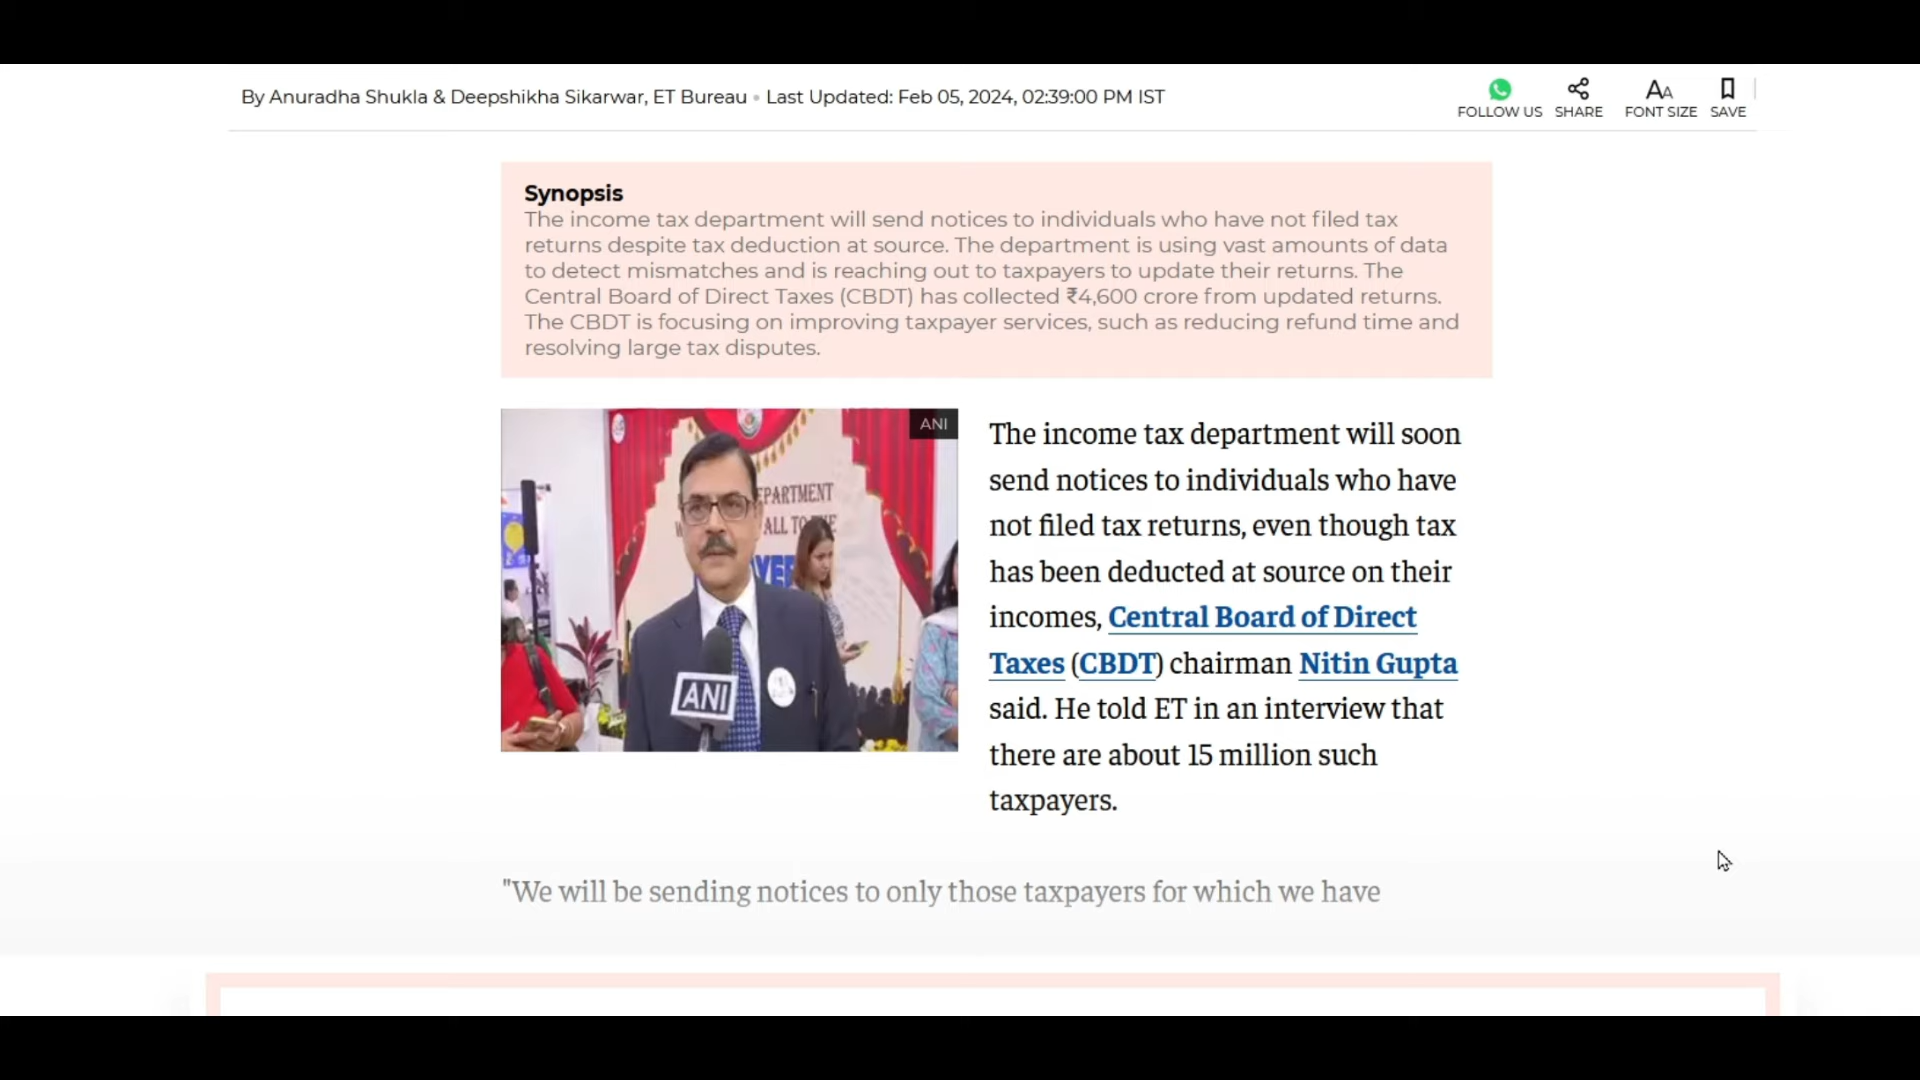 By Anuradha Shukla & Deepshikha Sikarwar, ET Bureau • Last Updated: Feb 05, 2024, 02:39:00 PM IST
FOLLOW US SHARE FONT SIZE SAVE
Synopsis
The income tax department will send notices to individuals who have not filed tax
returns despite tax deduction at source. The department is using vast amounts of data
to detect mismatches and is reaching out to taxpayers to update their returns. The
Central Board of Direct Taxes (CBDT) has collected ₹4,600 crore from updated returns.
The CBDT is focusing on improving taxpayer services, such as reducing refund time and
resolving large tax disputes.
ANI
EPARTMENT
ALL TO THE
ANI
The income tax department will soon
send notices to individuals who have
not filed tax returns, even though tax
has been deducted at source on their
incomes, Central Board of Direct
Taxes (CBDT) chairman Nitin Gupta
said. He told ET in an interview that
there are about 15 million such
taxpayers.
"We will be sending notices to only those taxpayers for which we have